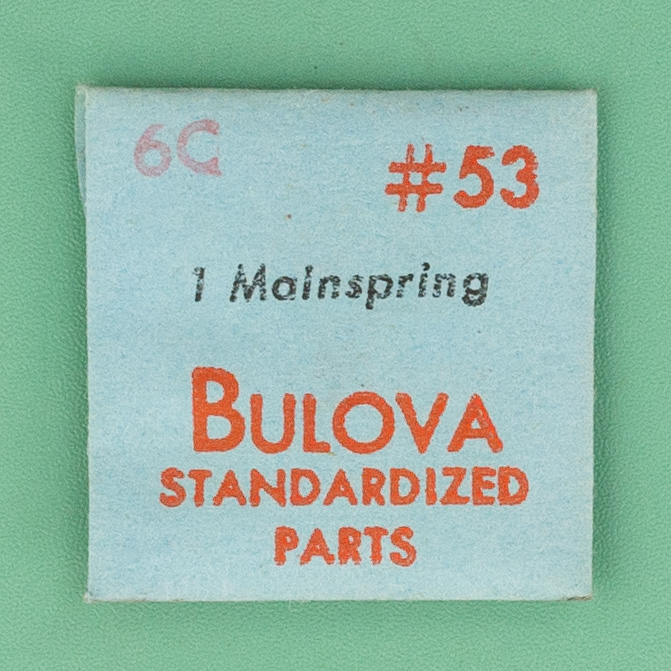 6C
#53
1 Mainspring
BULOVA
STANDARDIZED
PARTS